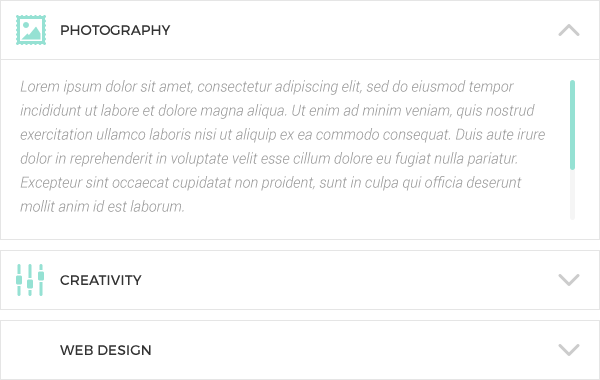 PHOTOGRAPHY
Lorem ipsum dolor sit amet, consectetur adipiscing elit, sed do eiusmod tempor
incididunt ut labore et dolore magna aliqua. Ut enim ad minim veniam, quis nostrud
exercitation ullamco laboris nisi ut aliquip ex ea commodo consequat. Duis aute irure
dolor in reprehenderit in voluptate velit esse cillum dolore eu fugiat nulla pariatur.
Excepteur sint occaecat cupidatat non proident, sunt in culpa qui officia deserunt
mollit anim id est laborum.
CREATIVITY
WEB DESIGN